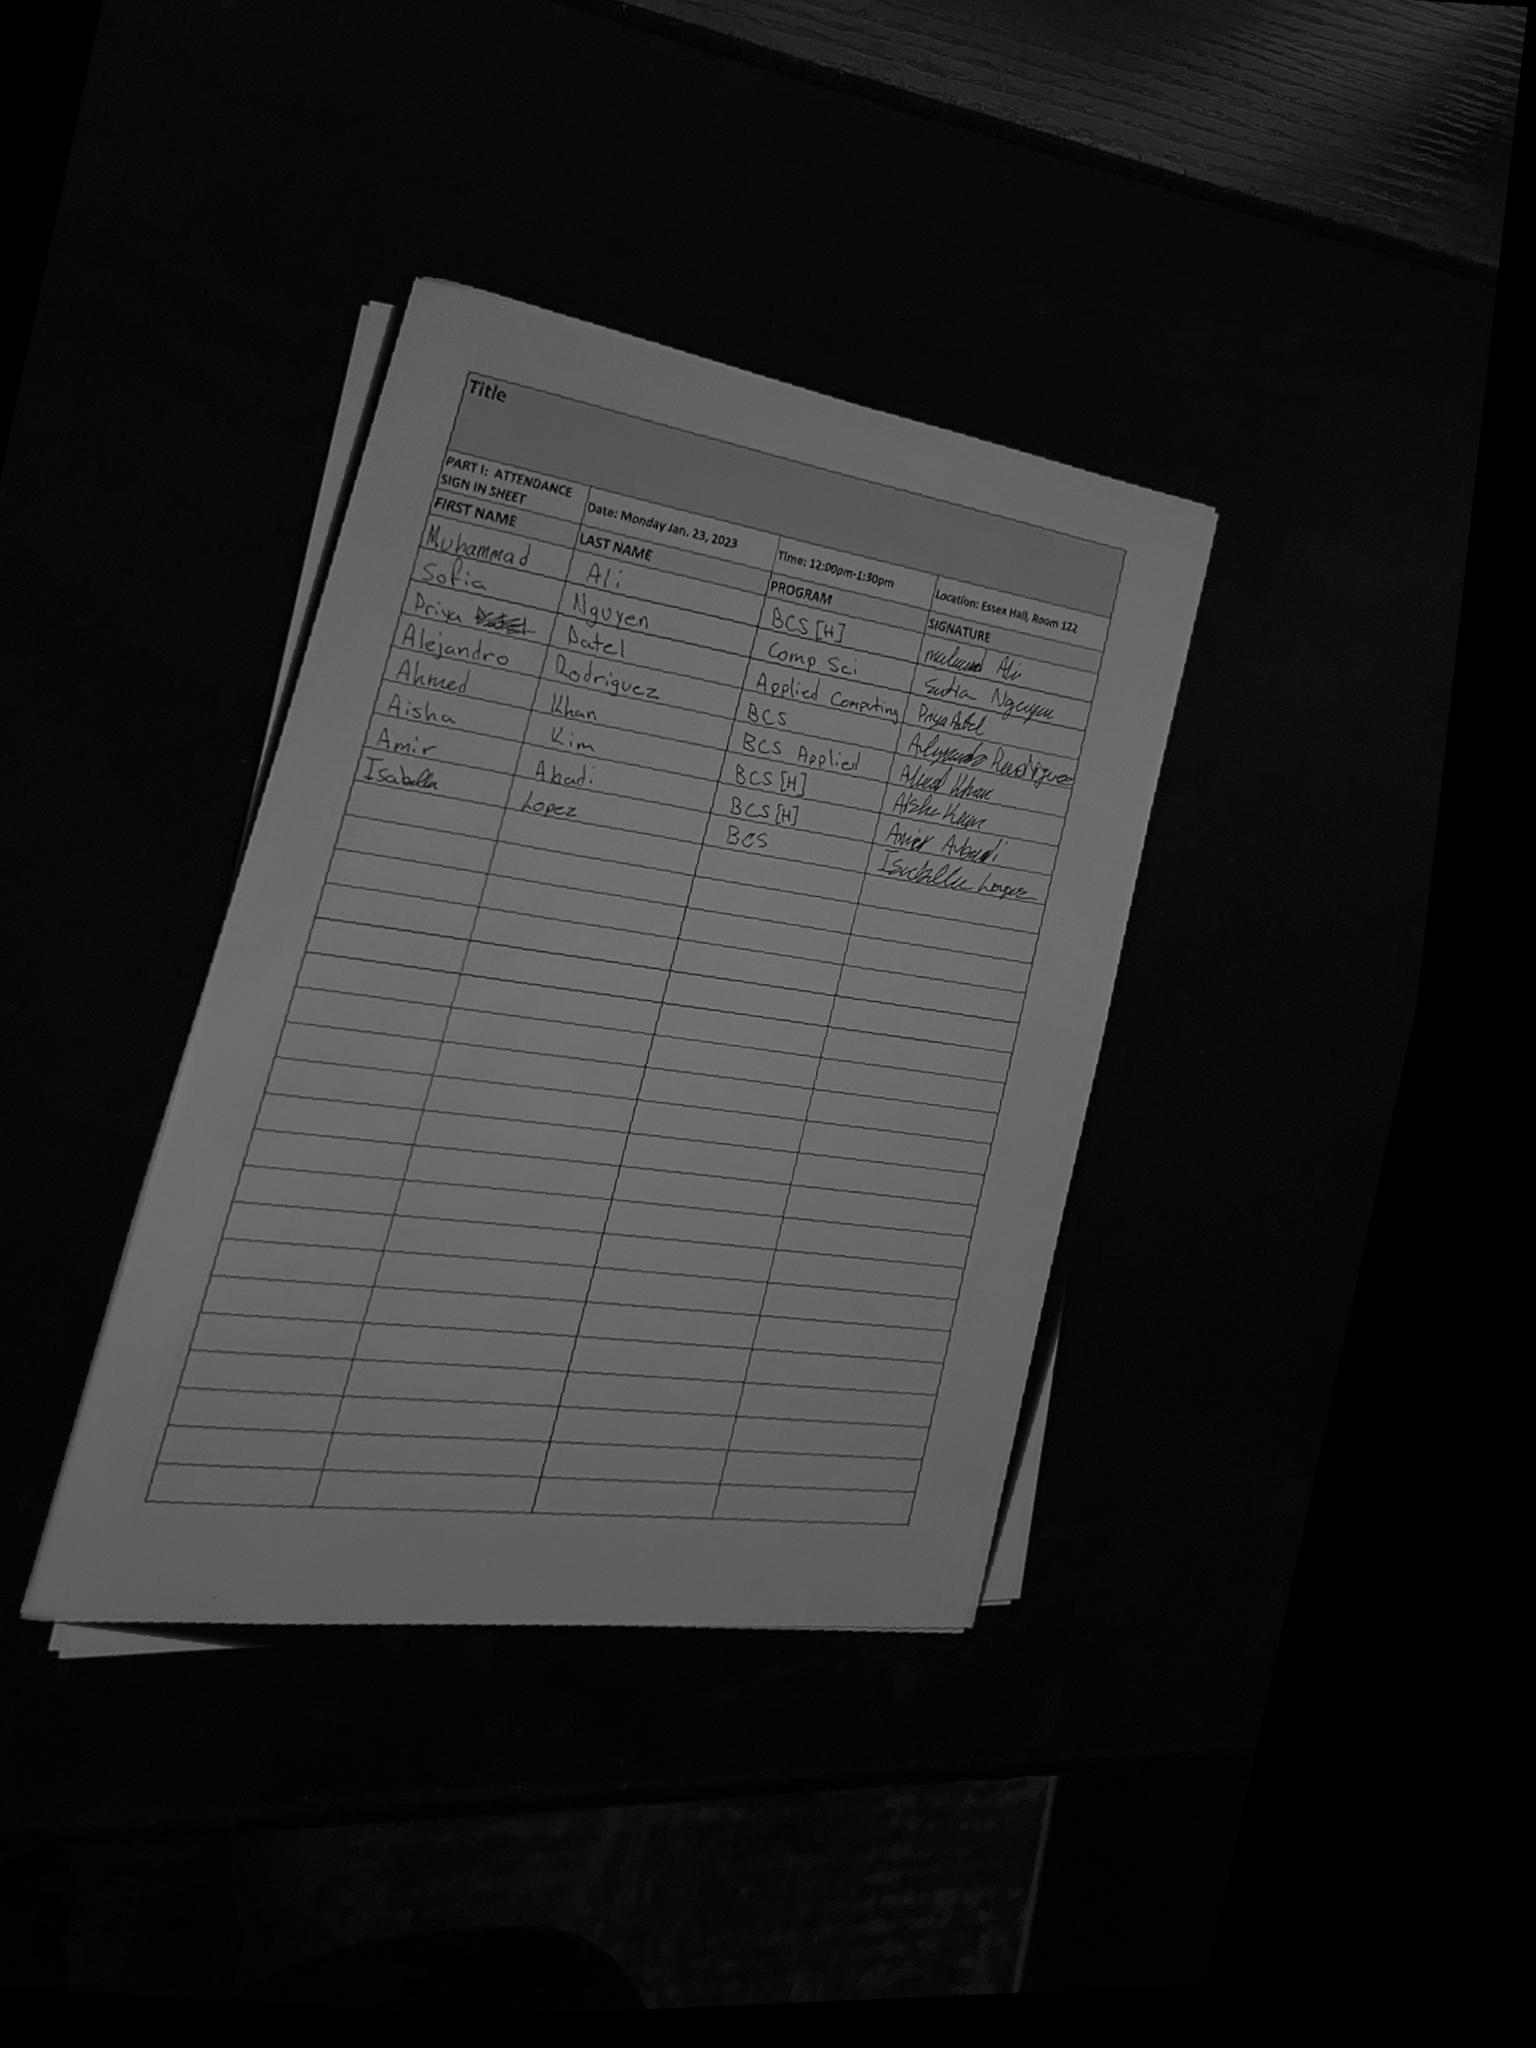 Title
PART I: ATTENDANCE SIGN IN SHEET Date: Monday Jan. 23, 2023 Time: 12:00pm-1:30pm Location: Essex Hall, Room 122
FIRST NAME LAST NAME PROGRAM SIGNATURE
Muhammad Ali BCS [H] Ali
Sofia Nguyen Comp Sci Sofia Nguyen
Priya Patel Applied Computing Priya Patel
Alejandro Rodriguez BCS Alejandro Rodriguez
Ahmed Khan BCS Applied Ahmed Khan
Aisha Kim BCS [H] Aisha Kim
Amir Abadi BCS [H] Amir Abadi
Isabella Lopez BCS Isabella Lopez